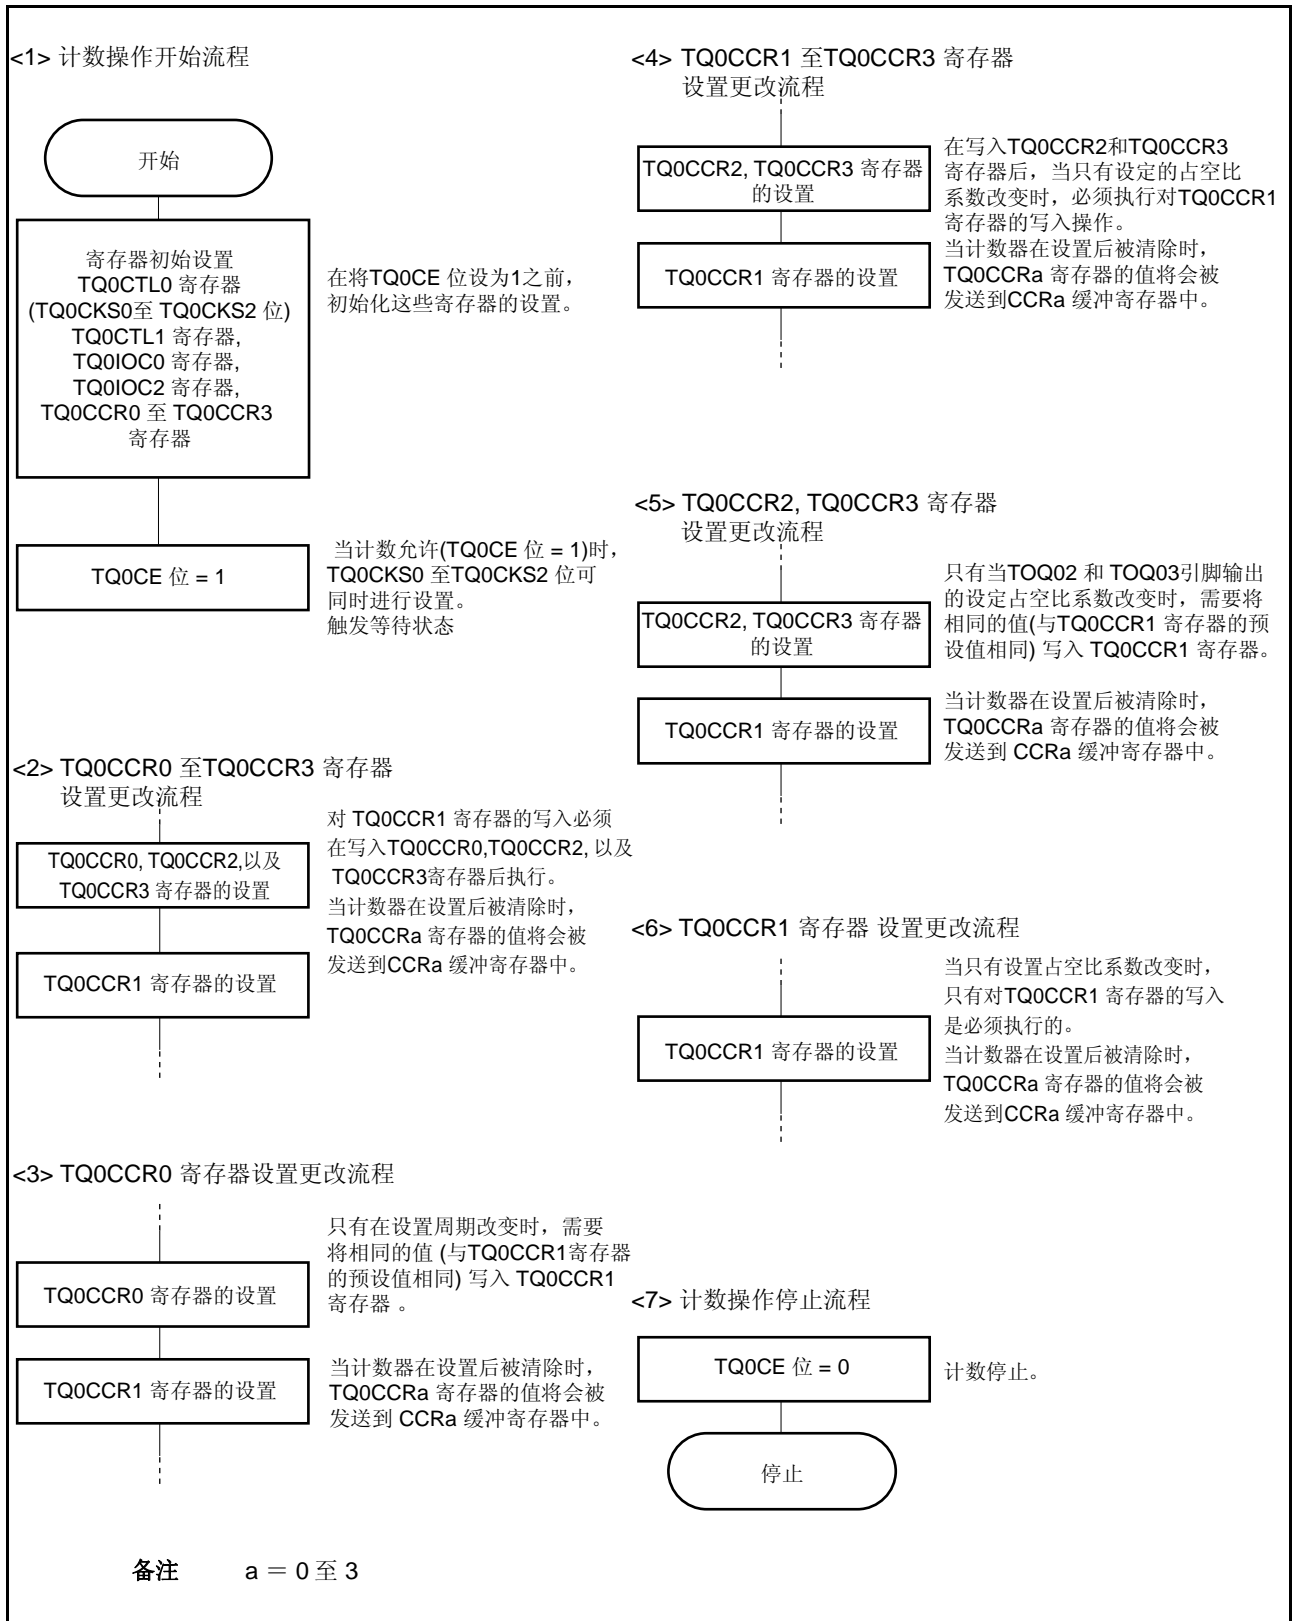 <1> 计数操作开始流程
开始
寄存器初始设置
TQ0CTL0 寄存器
(TQ0CKS0至 TQ0CKS2 位)
TQ0CTL1 寄存器,
TQ0IOC0 寄存器,
TQ0IOC2 寄存器,
TQ0CCR0 至 TQ0CCR3
寄存器
在将TQ0CE 位设为1之前，
初始化这些寄存器的设置。
TQ0CE 位 = 1
当计数允许(TQ0CE 位 = 1)时，
TQ0CKS0 至TQ0CKS2 位可
同时进行设置。
触发等待状态
<2> TQ0CCR0 至TQ0CCR3 寄存器
设置更改流程
TQ0CCR0, TQ0CCR2,以及
TQ0CCR3 寄存器的设置
TQ0CCR1 寄存器的设置
对 TQ0CCR1 寄存器的写入必须
在写入TQ0CCR0,TQ0CCR2, 以及
TQ0CCR3寄存器后执行。
当计数器在设置后被清除时，
TQ0CCRa 寄存器的值将会被
发送到CCRa 缓冲寄存器中。
<3> TQ0CCR0 寄存器设置更改流程
TQ0CCR0 寄存器的设置
只有在设置周期改变时，需要
将相同的值 (与TQ0CCR1寄存器
的预设值相同) 写入 TQ0CCR1
寄存器 。
TQ0CCR1 寄存器的设置
当计数器在设置后被清除时，
TQ0CCRa 寄存器的值将会被
发送到 CCRa 缓冲寄存器中。
<4> TQ0CCR1 至TQ0CCR3 寄存器
设置更改流程
TQ0CCR2, TQ0CCR3 寄存器
的设置
TQ0CCR1 寄存器的设置
在写入TQ0CCR2和TQ0CCR3
寄存器后，当只有设定的占空比
系数改变时，必须执行对TQ0CCR1
寄存器的写入操作。
当计数器在设置后被清除时，
TQ0CCRa 寄存器的值将会被
发送到CCRa 缓冲寄存器中。
<5> TQ0CCR2, TQ0CCR3 寄存器
设置更改流程
TQ0CCR2, TQ0CCR3 寄存器
的设置
只有当TOQ02 和 TOQ03引脚输出
的设定占空比系数改变时，需要将
相同的值(与TQ0CCR1 寄存器的预
设值相同) 写入 TQ0CCR1 寄存器。
TQ0CCR1 寄存器的设置
当计数器在设置后被清除时，
TQ0CCRa 寄存器的值将会被
发送到 CCRa 缓冲寄存器中。
<6> TQ0CCR1 寄存器 设置更改流程
TQ0CCR1 寄存器的设置
当只有设置占空比系数改变时，
只有对TQ0CCR1 寄存器的写入
是必须执行的。
当计数器在设置后被清除时，
TQ0CCRa 寄存器的值将会被
发送到CCRa 缓冲寄存器中。
<7> 计数操作停止流程
TQ0CE 位 = 0
计数停止。
停止
备注 a ＝ 0 至 3